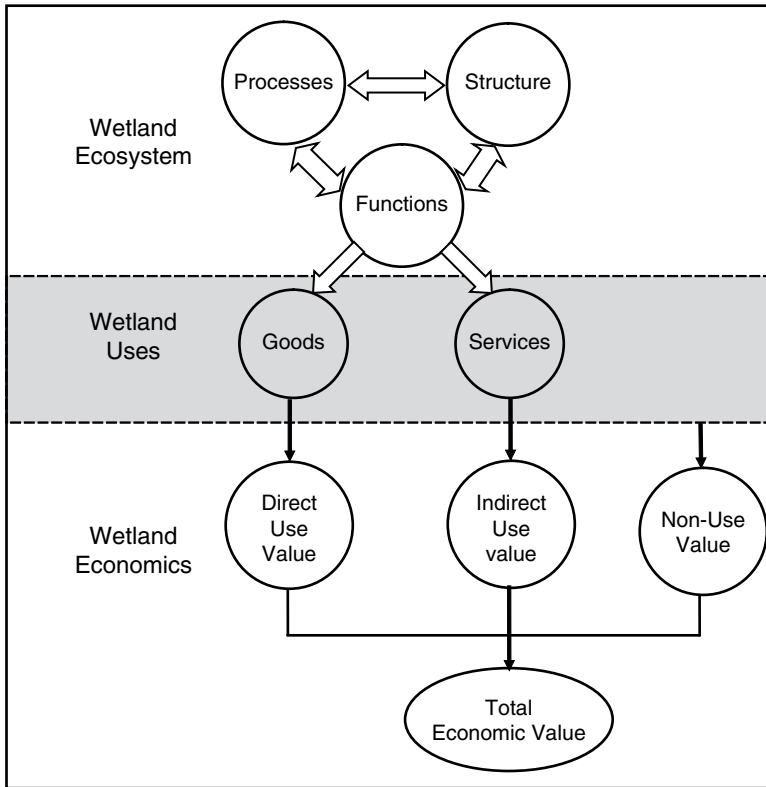 Processes
Structure
Wetland
Ecosystem
Functions
Wetland
Uses
Goods
Services
Wetland
Economics
Direct
Use
Value
Indirect
Use
value
Non-Use
Value
Total
Economic Value